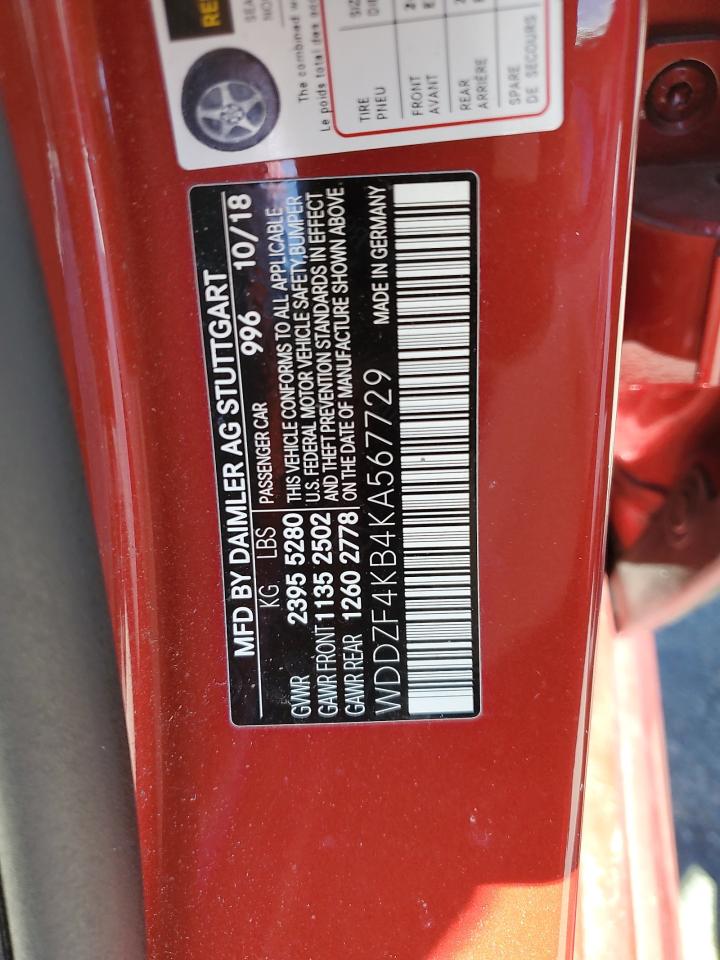 The combined
Le poids total des
TIRE
PNEU
FRONT
AVANT
REAR
ARRIÈRE
SPARE
DE SECOURS
MFD BY DAIMLER AG STUTTGART
996 10/18
KG LBS PASSENGER CAR
GVWR 2395 5280
GAWR FRONT 1135 2502
GAWR REAR 1260 2778
THIS VEHICLE CONFORMS TO ALL APPLICABLE
U.S. FEDERAL MOTOR VEHICLE SAFETY, BUMPER
AND THEFT PREVENTION STANDARDS IN EFFECT
ON THE DATE OF MANUFACTURE SHOWN ABOVE.
MADE IN GERMANY
WDDZF4KB4KA567729